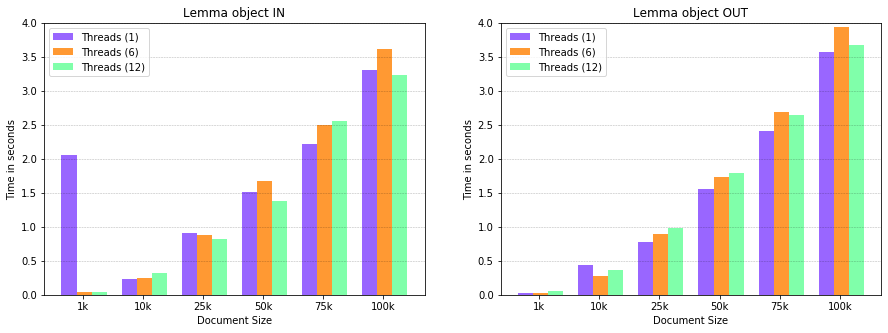 Lemma object IN
Time in seconds
4.0
3.5
3.0
2.5
2.0
1.5
1.0
0.5
0.0
Threads (1)
Threads (6)
Threads (12)
1k 10k 25k 50k 75k 100k
Document Size
Lemma object OUT
Time in seconds
4.0
3.5
3.0
2.5
2.0
1.5
1.0
0.5
0.0
Threads (1)
Threads (6)
Threads (12)
1k 10k 25k 50k 75k 100k
Document Size